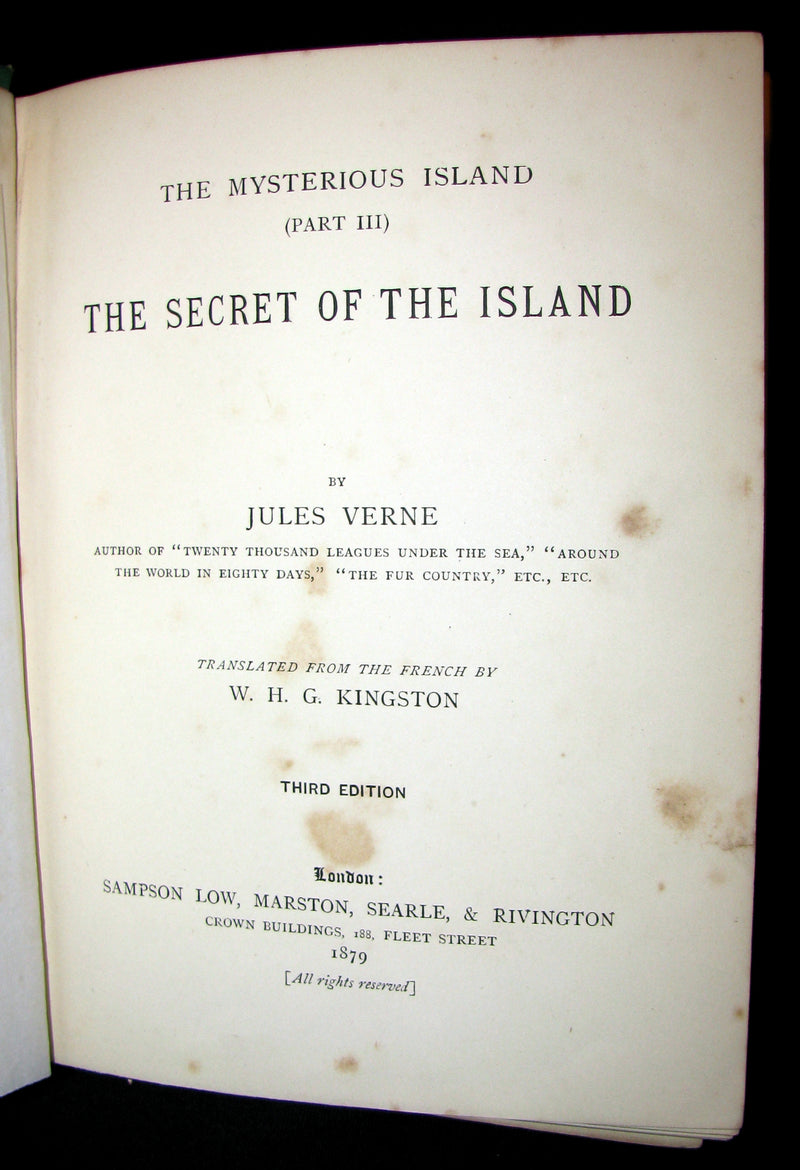 THE MYSTERIOUS ISLAND
(PART III)
THE SECRET OF THE ISLAND
BY
JULES VERNE
AUTHOR OF "TWENTY THOUSAND LEAGUES UNDER THE SEA," "AROUND
THE WORLD IN EIGHTY DAYS," "THE FUR COUNTRY," ETC., ETC.
TRANSLATED FROM THE FRENCH BY
W. H. G. KINGSTON
THIRD EDITION
London:
SAMPSON LOW, MARSTON, SEARLE, & RIVINGTON
CROWN BUILDINGS, 188, FLEET STREET
1879
[All rights reserved]